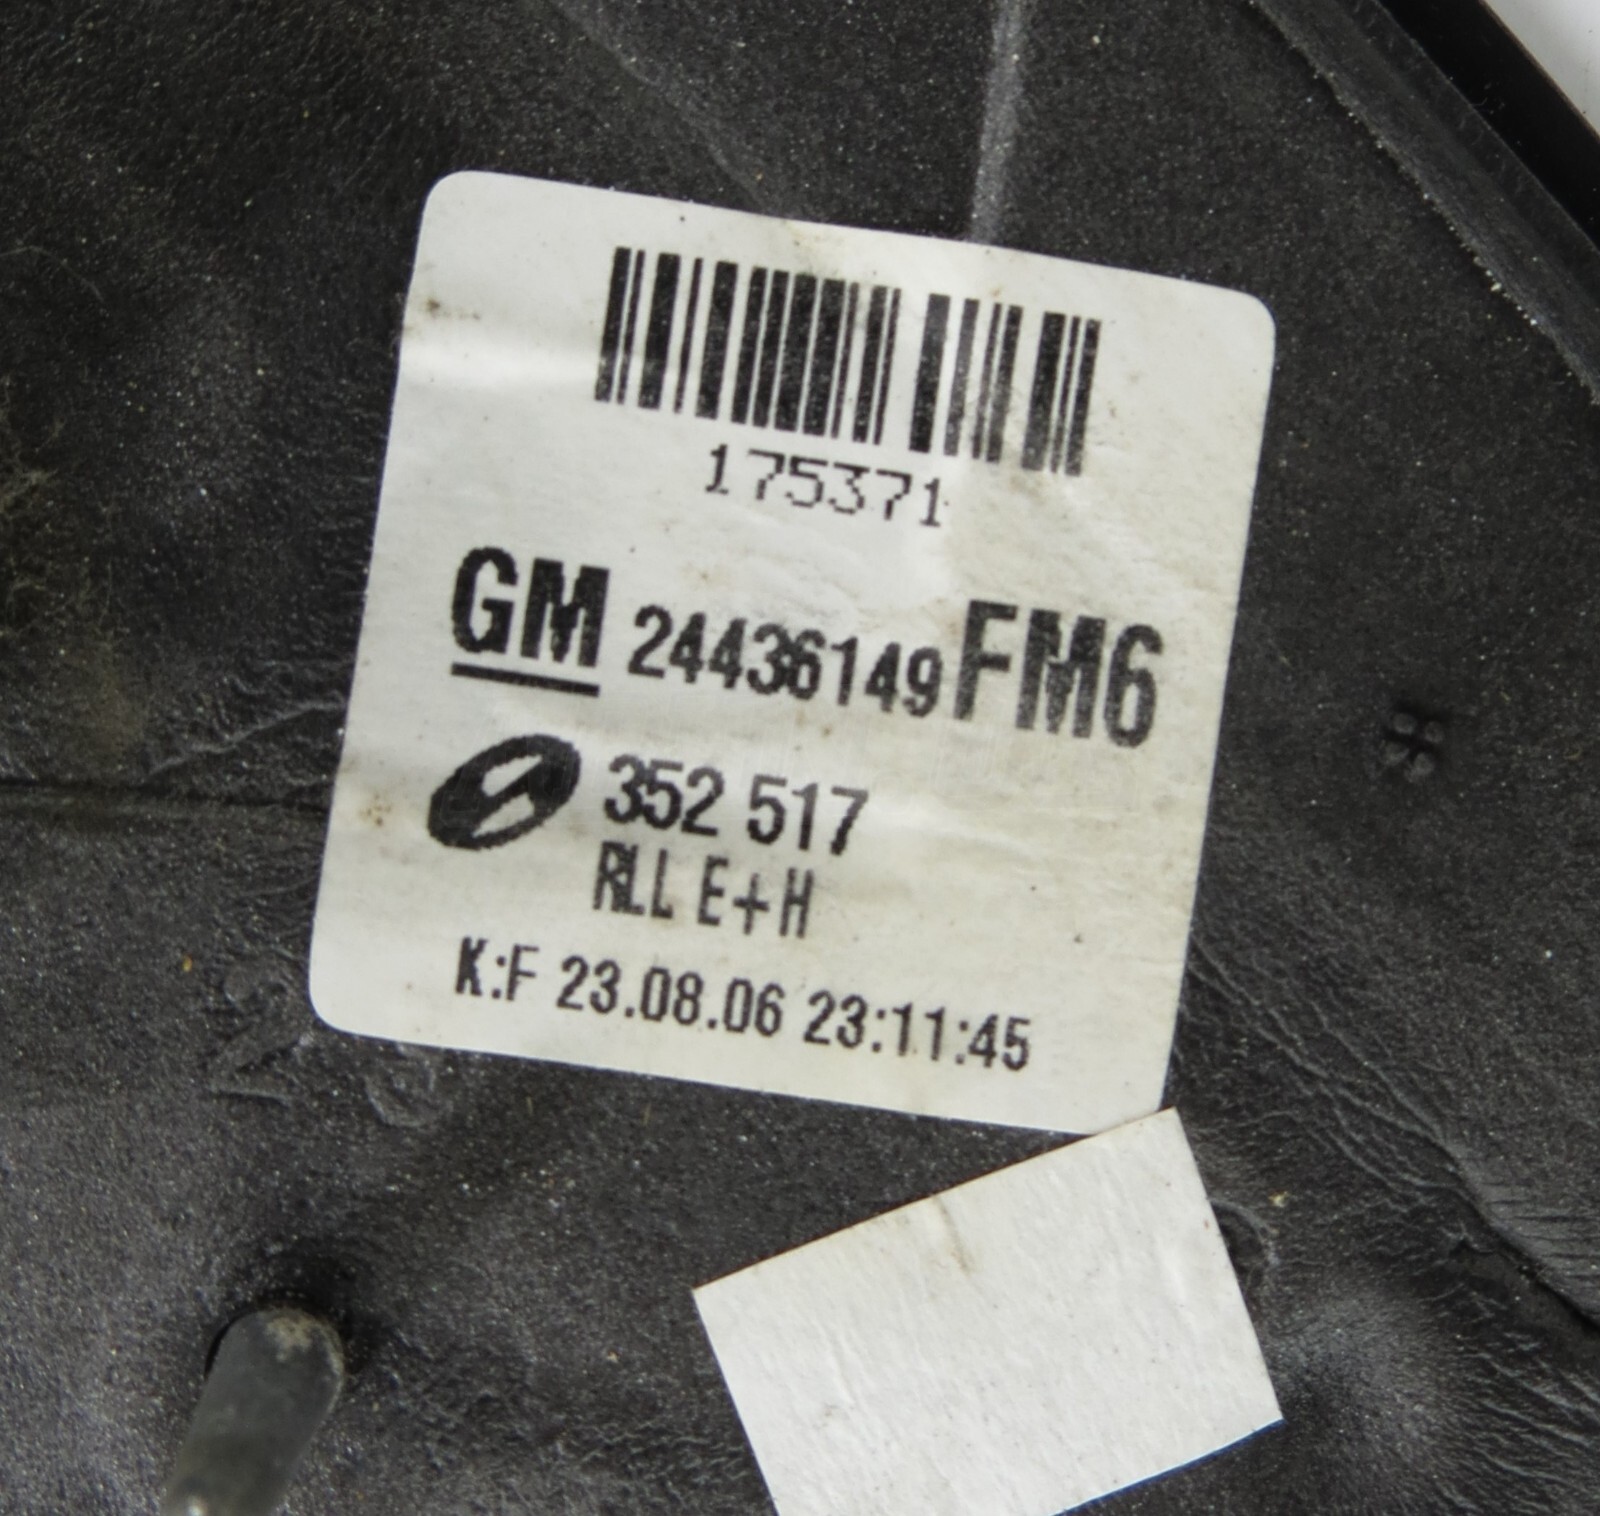 175371
GM 24436149 FM6
352 517
RLL E+H
K:F 23.08.06 23:11:45